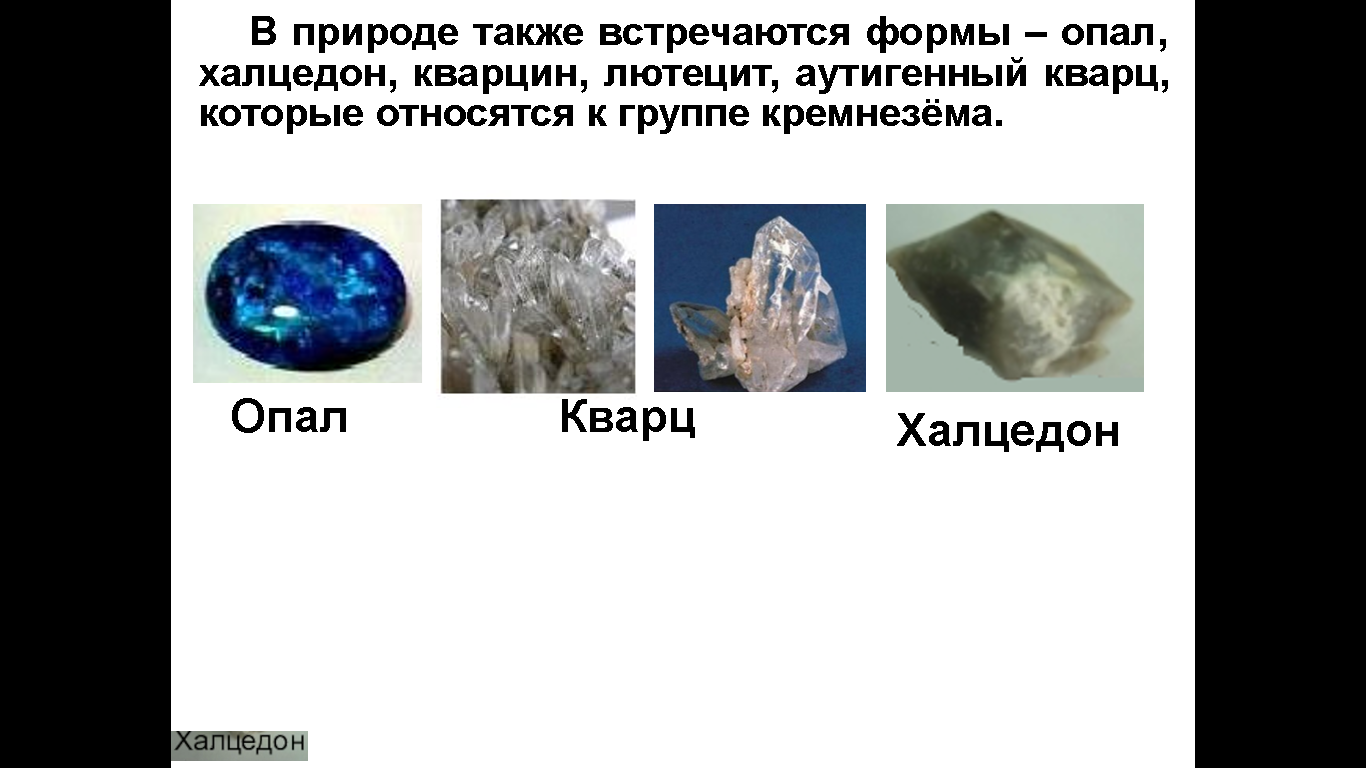 В природе также встречаются формы – опал,
халцедон, кварцин, лютецит, аутигенный кварц,
которые относятся к группе кремнезёма.
Опал
Кварц
Халцедон
Халцедон